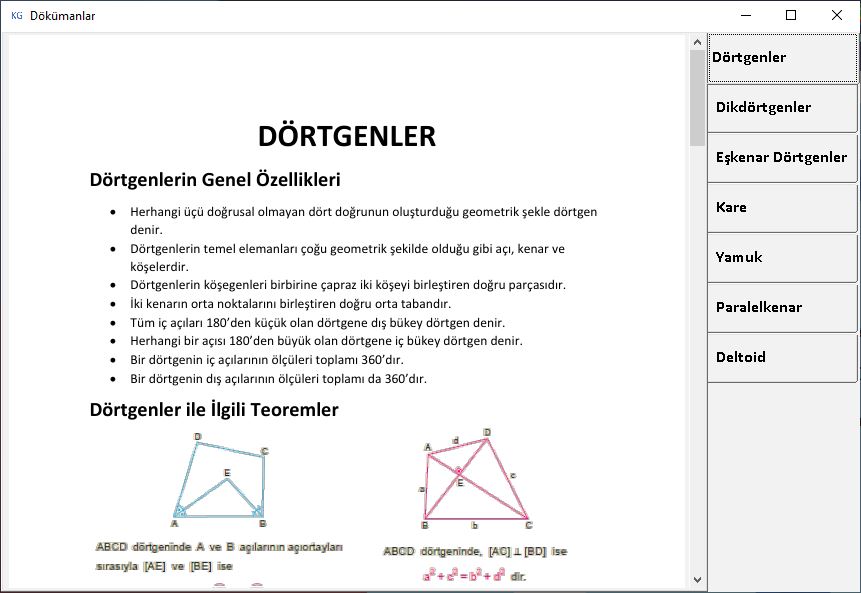 KG Dökümanlar
DÖRTGENLER
Dörtgenlerin Genel Özellikleri
• Herhangi üçü doğrusal olmayan dört doğrunun oluşturduğu geometrik şekle dörtgen
denir.
• Dörtgenlerin temel elemanları çoğu geometrik şekilde olduğu gibi açı, kenar ve
köşelerdir.
• Dörtgenlerin köşegenleri birbirine çapraz iki köşeyi birleştiren doğru parçasıdır.
• İki kenarın orta noktalarını birleştiren doğru orta tabandır.
• Tüm iç açıları 180’den küçük olan dörtgene dış bükey dörtgen denir.
• Herhangi bir açısı 180’den büyük olan dörtgene iç bükey dörtgen denir.
• Bir dörtgenin iç açılarının ölçüleri toplamı 360’dır.
• Bir dörtgenin dış açılarının ölçüleri toplamı da 360’dır.
Dörtgenler ile İlgili Teoremler
D
C
E
A B
ABCD dörtgeninde A ve B açılarının açıortayları
sırasıyla [AE] ve [BE] ise
D
d
A
a E c
B b C
ABCD dörtgeninde, [AC] ⊥ [BD] ise
a² + c² = b² + d² dir.
Dörtgenler
Dikdörtgenler
Eşkenar Dörtgenler
Kare
Yamuk
Paralelkenar
Deltoid